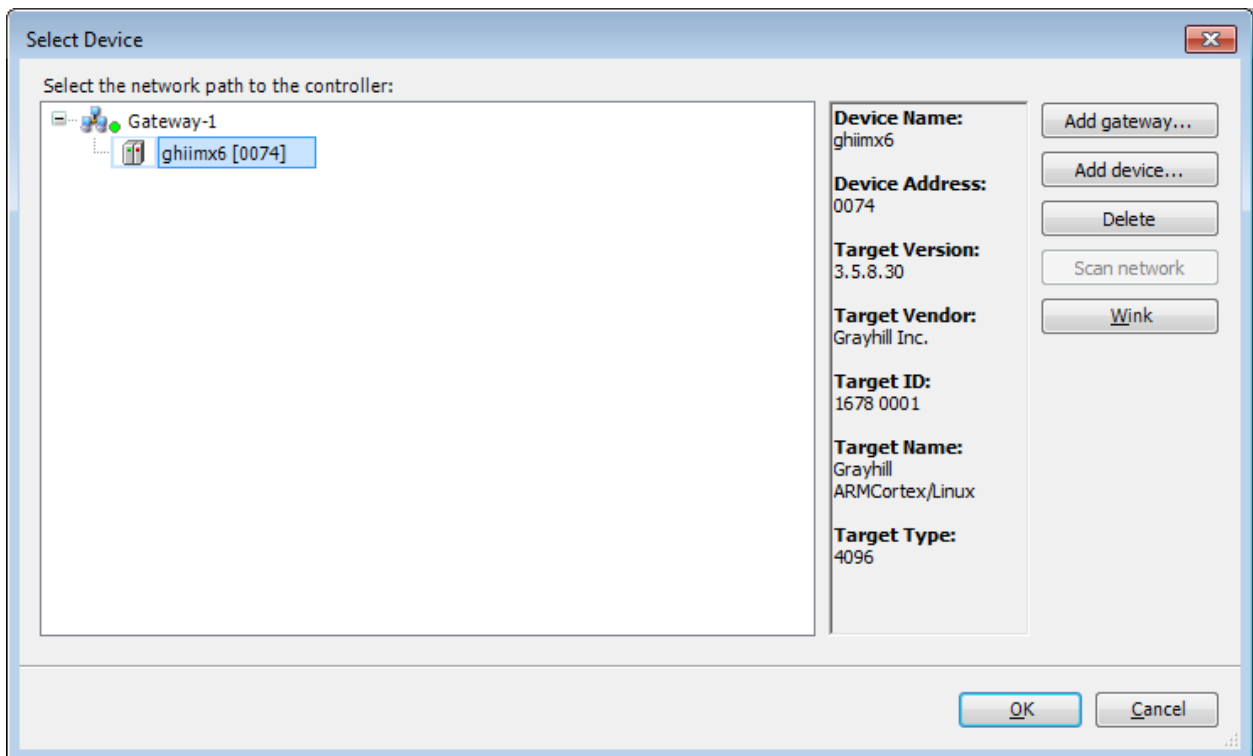 Select Device
Select the network path to the controller:
Gateway-1
ghiimx6 [0074]
Device Name:
ghiimx6
Device Address:
0074
Target Version:
3.5.8.30
Target Vendor:
Grayhill Inc.
Target ID:
1678 0001
Target Name:
Grayhill
ARMCortex/Linux
Target Type:
4096
Add gateway...
Add device...
Delete
Scan network
Wink
OK
Cancel